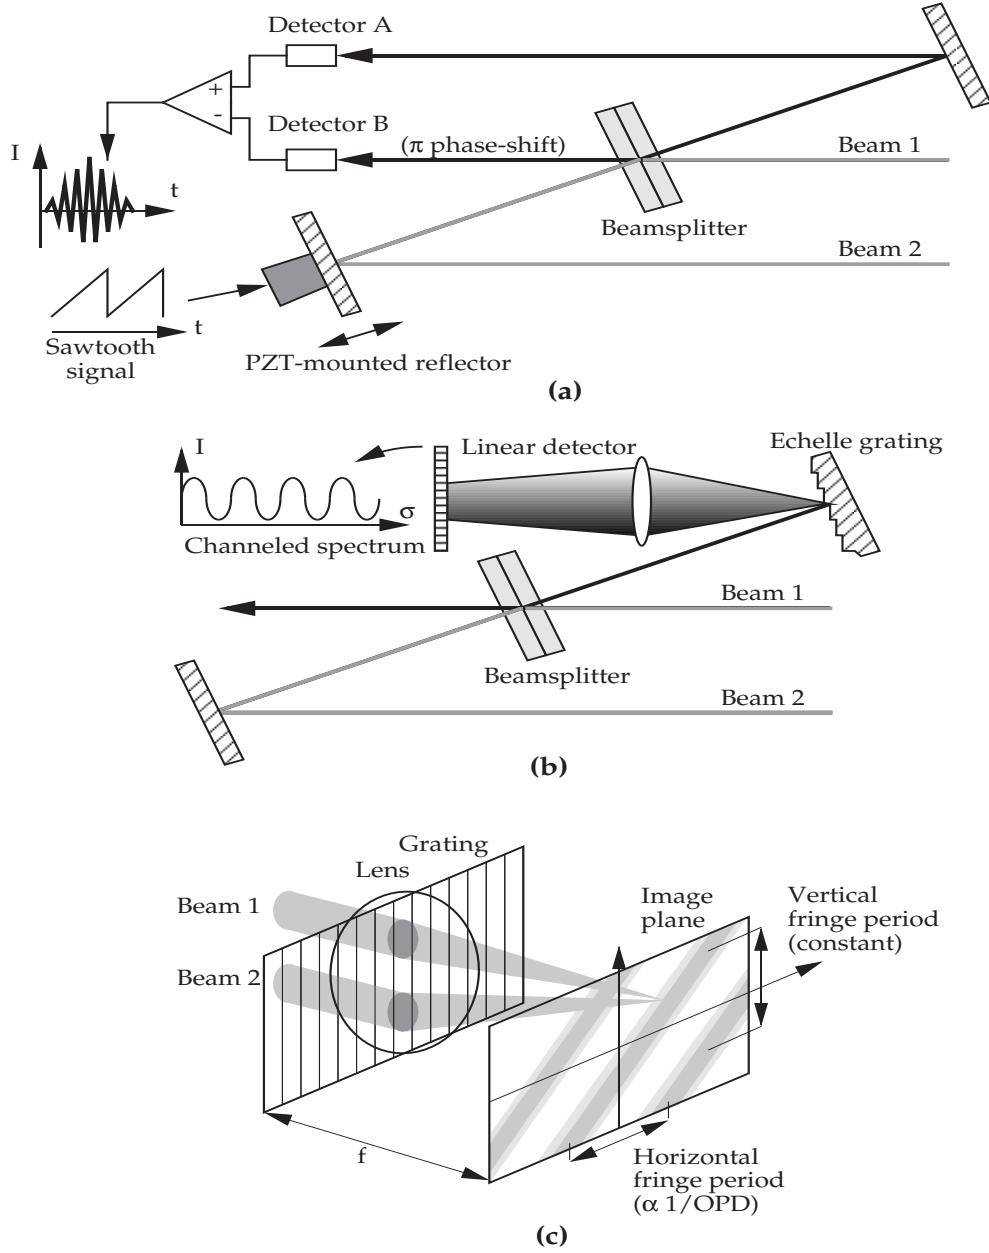 Detector A
+
-
Detector B
(π phase-shift)
Beam 1
I
t
Beamsplitter
Beam 2
t
Sawtooth
signal
PZT-mounted reflector
(a)
I
Linear detector
Echelle grating
σ
Channeled spectrum
Beam 1
Beamsplitter
Beam 2
(b)
Grating
Lens
Beam 1
Image
plane
Vertical
fringe period
(constant)
Beam 2
f
Horizontal
fringe period
(α 1/OPD)
(c)